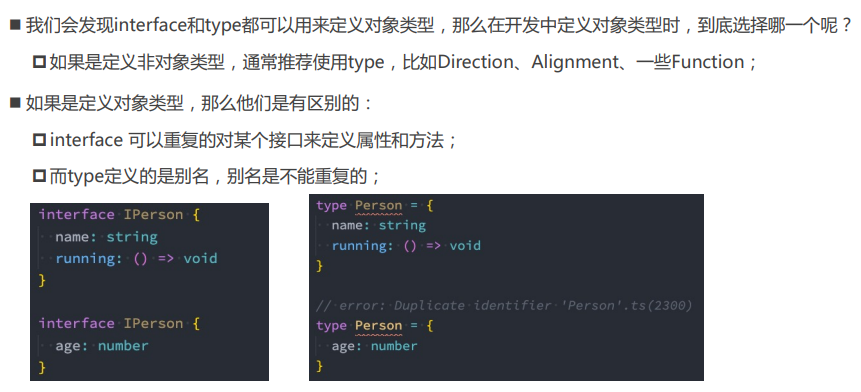 ■ 我们会发现interface和type都可以用来定义对象类型，那么在开发中定义对象类型时，到底选择哪一个呢？
如果是定义非对象类型，通常推荐使用type，比如Direction、Alignment、一些Function；
■ 如果是定义对象类型，那么他们是有区别的：
interface 可以重复的对某个接口来定义属性和方法；
而type定义的是别名，别名是不能重复的；
interface IPerson {
name: string
running: () => void
}
interface IPerson {
age: number
}
type Person = {
name: string
running: () => void
}
// error: Duplicate identifier 'Person'.ts(2300)
type Person = {
age: number
}